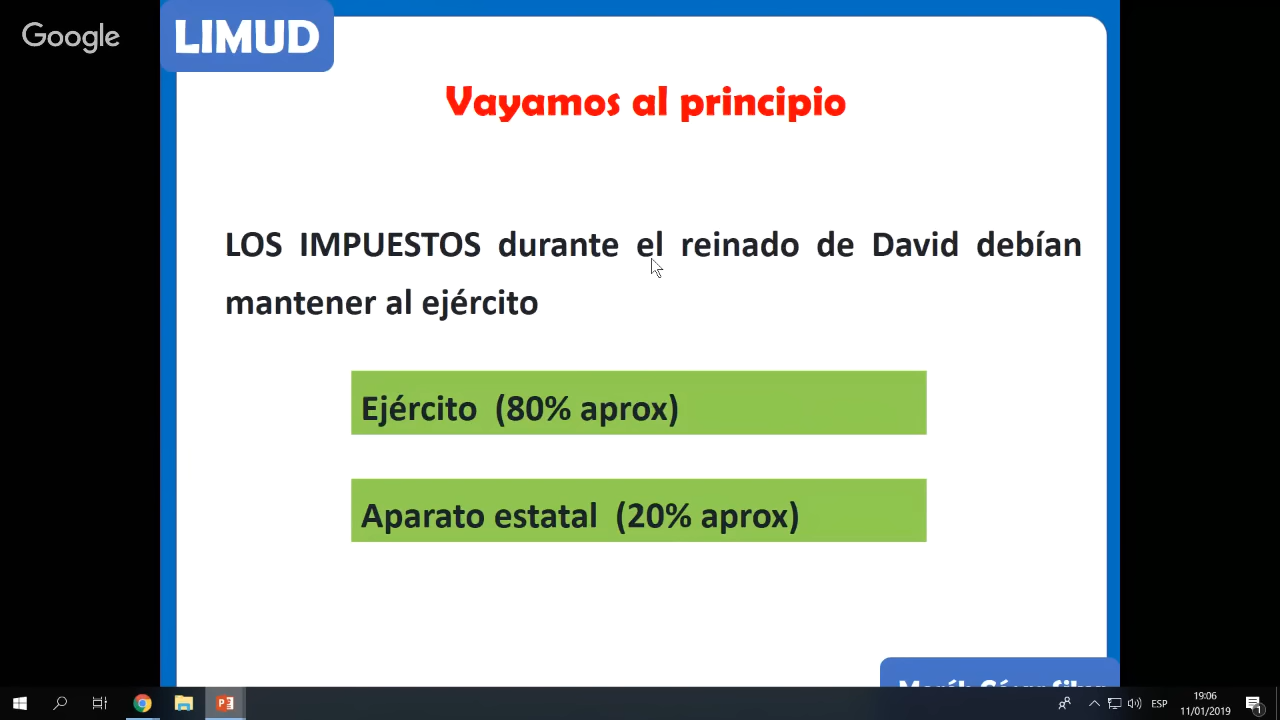 Google
LIMUD
Vayamos al principio
LOS IMPUESTOS durante el reinado de David debían
mantener al ejército
Ejército (80% aprox)
Aparato estatal (20% aprox)
ESP
19:06
11/01/2019
1